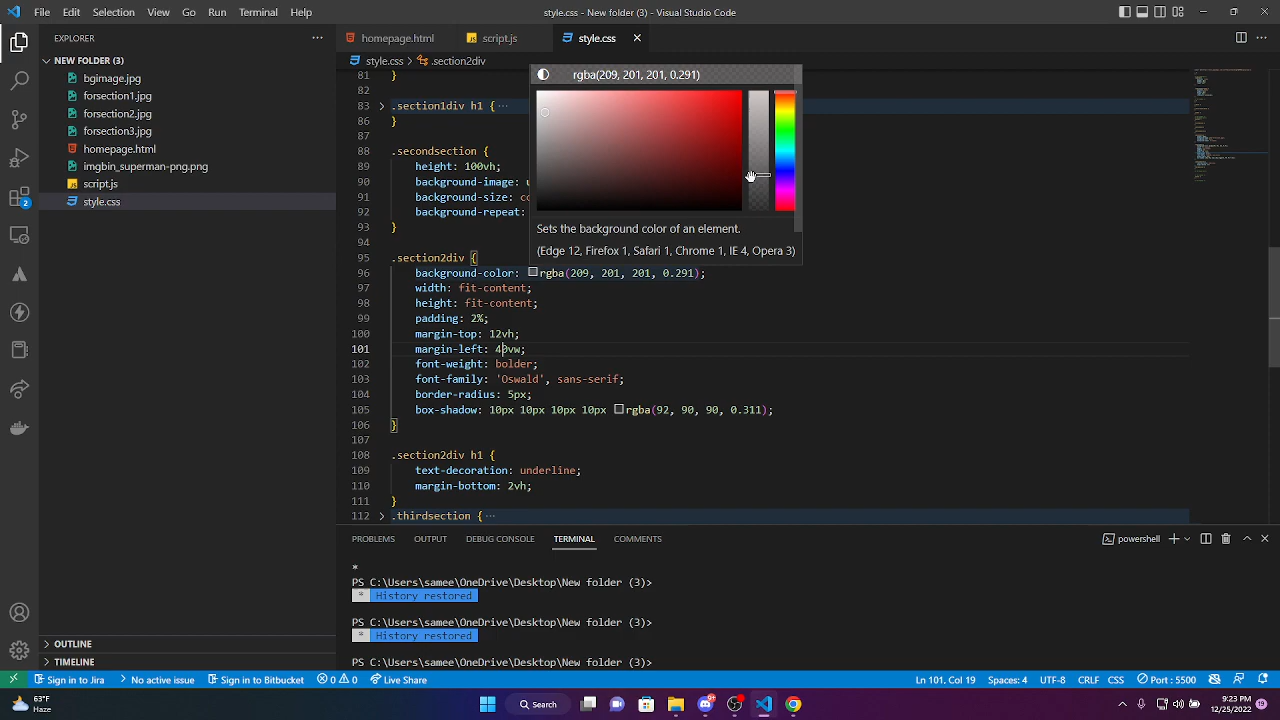 File Edit Selection View Go Run Terminal Help
style.css - New folder (3) - Visual Studio Code
EXPLORER
homepage.html
script.js
style.css
NEW FOLDER (3)
style.css > .section2div
bgimage.jpg
forsection1.jpg
forsection2.jpg
forsection3.jpg
homepage.html
imgbin_superman-png.png
script.js
style.css
rgba(209, 201, 201, 0.291)
Sets the background color of an element.
(Edge 12, Firefox 1, Safari 1, Chrome 1, IE 4, Opera 3)
81 }
82
83 .section1div h1 { ···
86 }
87
88 .secondsection {
89 height: 100vh;
90 background-image: u
91 background-size: co
92 background-repeat:
93 }
94
95 .section2div {
96 background-color: rgba(209, 201, 201, 0.291);
97 width: fit-content;
98 height: fit-content;
99 padding: 2%;
100 margin-top: 12vh;
101 margin-left: 40vw;
102 font-weight: bolder;
103 font-family: 'Oswald', sans-serif;
104 border-radius: 5px;
105 box-shadow: 10px 10px 10px 10px rgba(92, 90, 90, 0.311);
106 }
107
108 .section2div h1 {
109 text-decoration: underline;
110 margin-bottom: 2vh;
111 }
112 .thirdsection { ···
PROBLEMS OUTPUT DEBUG CONSOLE TERMINAL COMMENTS
powershell
*
PS C:\Users\samee\OneDrive\Desktop\New folder (3)>
* History restored
PS C:\Users\samee\OneDrive\Desktop\New folder (3)>
* History restored
PS C:\Users\samee\OneDrive\Desktop\New folder (3)>
OUTLINE
TIMELINE
2
Sign in to Jira No active issue Sign in to Bitbucket 0 0 Live Share
Ln 101, Col 19 Spaces: 4 UTF-8 CRLF CSS Port : 5500
63°F
Haze
Search
9:23 PM
12/25/2022